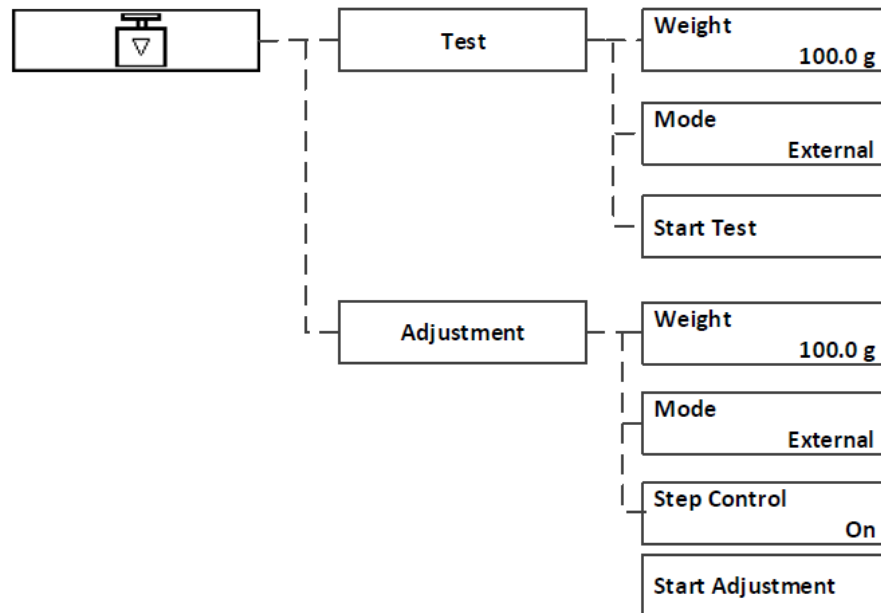 Test
Weight
100.0 g
Mode
External
Start Test
Adjustment
Weight
100.0 g
Mode
External
Step Control
On
Start Adjustment